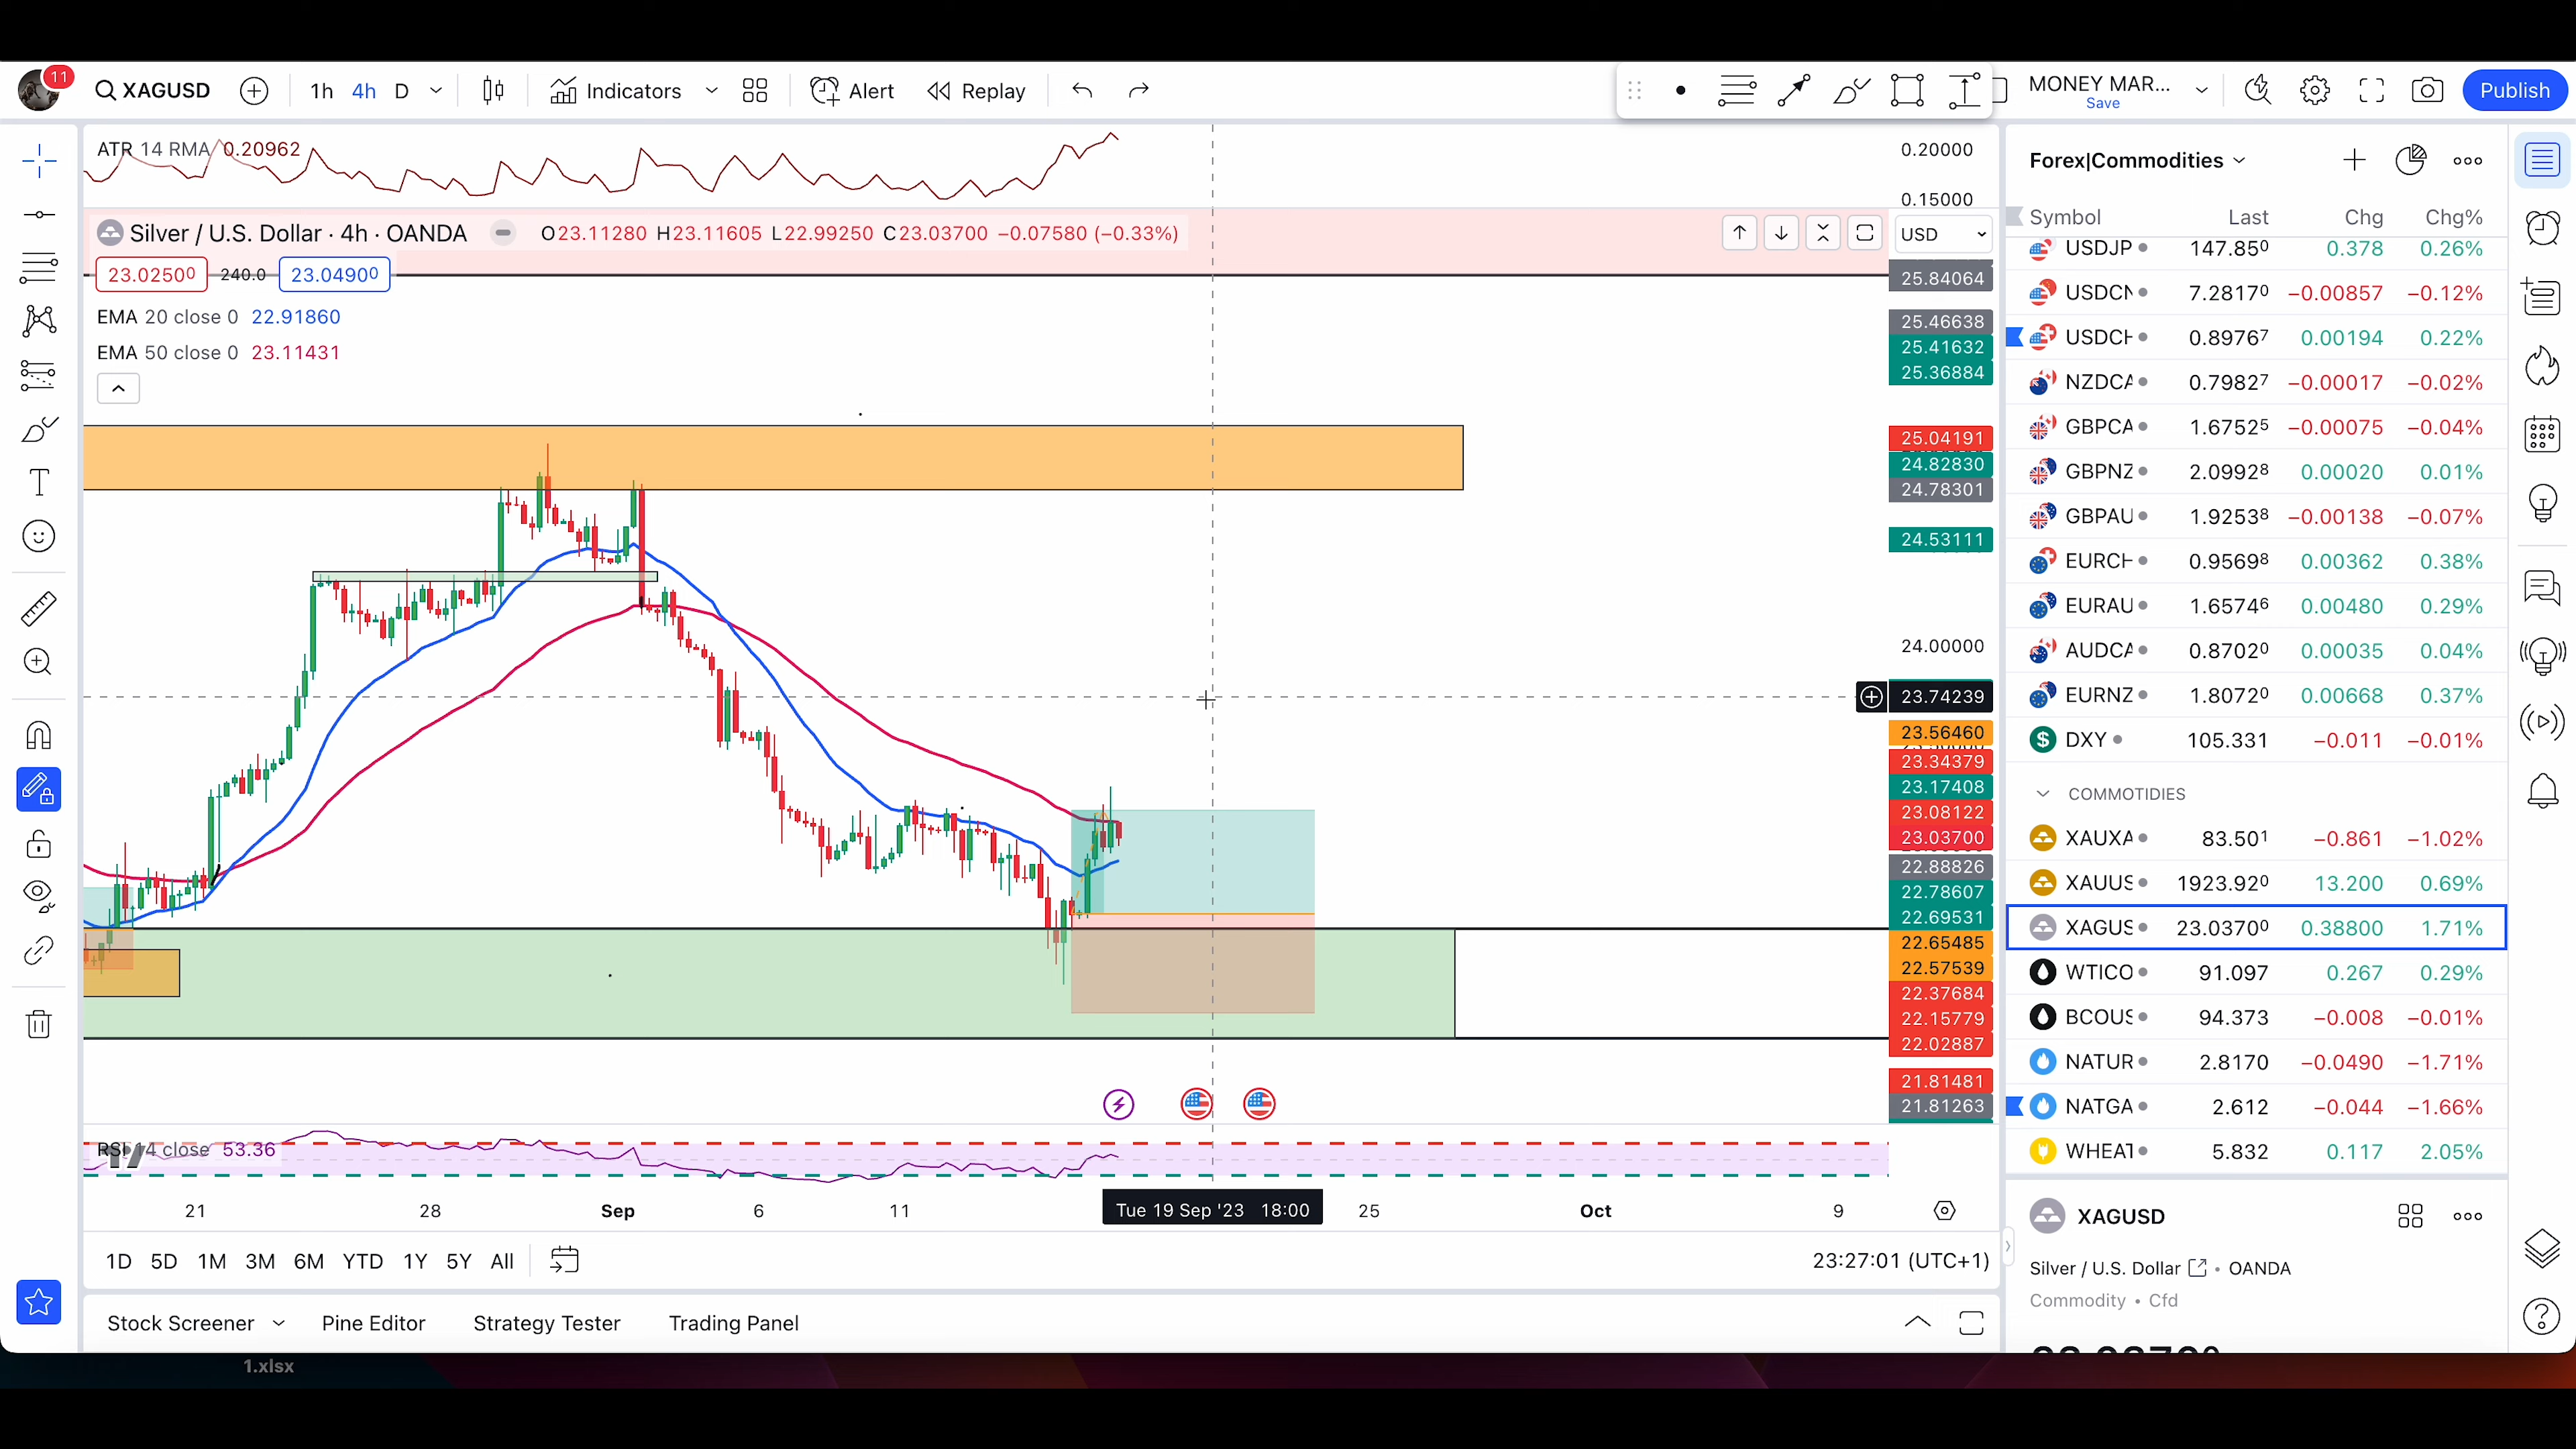 11
XAGUSD
1h 4h D
Indicators
Alert
Replay
MONEY MAR...
Save
Publish
ATR 14 RMA 0.20962
0.20000
0.15000
Silver / U.S. Dollar · 4h · OANDA
O23.11280 H23.11605 L22.99250 C23.03700 −0.07580 (−0.33%)
USD
23.02500 240.0 23.04900
EMA 20 close 0 22.91860
EMA 50 close 0 23.11431
25.84064
25.46638
25.41632
25.36884
25.04191
24.82830
24.78301
24.53111
24.00000
23.74239
23.56460
23.34379
23.17408
23.08122
23.03700
22.88826
22.78607
22.69531
22.65485
22.57539
22.37684
22.15779
22.02887
21.81481
21.81263
RSI 14 close 53.36
21 28 Sep 6 11 Tue 19 Sep '23 18:00 25 Oct 9
1D 5D 1M 3M 6M YTD 1Y 5Y All
23:27:01 (UTC+1)
Stock Screener Pine Editor Strategy Tester Trading Panel
1.xlsx
Forex|Commodities
Symbol Last Chg Chg%
USDJP 147.850 0.378 0.26%
USDCN 7.28170 −0.00857 −0.12%
USDCH 0.89767 0.00194 0.22%
NZDCA 0.79827 −0.00017 −0.02%
GBPCA 1.67525 −0.00075 −0.04%
GBPNZ 2.09928 0.00020 0.01%
GBPAU 1.92538 −0.00138 −0.07%
EURCH 0.95698 0.00362 0.38%
EURAU 1.65746 0.00480 0.29%
AUDCA 0.87020 0.00035 0.04%
EURNZ 1.80720 0.00668 0.37%
DXY 105.331 −0.011 −0.01%
COMMOTIDIES
XAUXA 83.501 −0.861 −1.02%
XAUUS 1923.920 13.200 0.69%
XAGUS 23.03700 0.38800 1.71%
WTICO 91.097 0.267 0.29%
BCOUS 94.373 −0.008 −0.01%
NATUR 2.8170 −0.0490 −1.71%
NATGA 2.612 −0.044 −1.66%
WHEAT 5.832 0.117 2.05%
XAGUSD
Silver / U.S. Dollar • OANDA
Commodity • Cfd